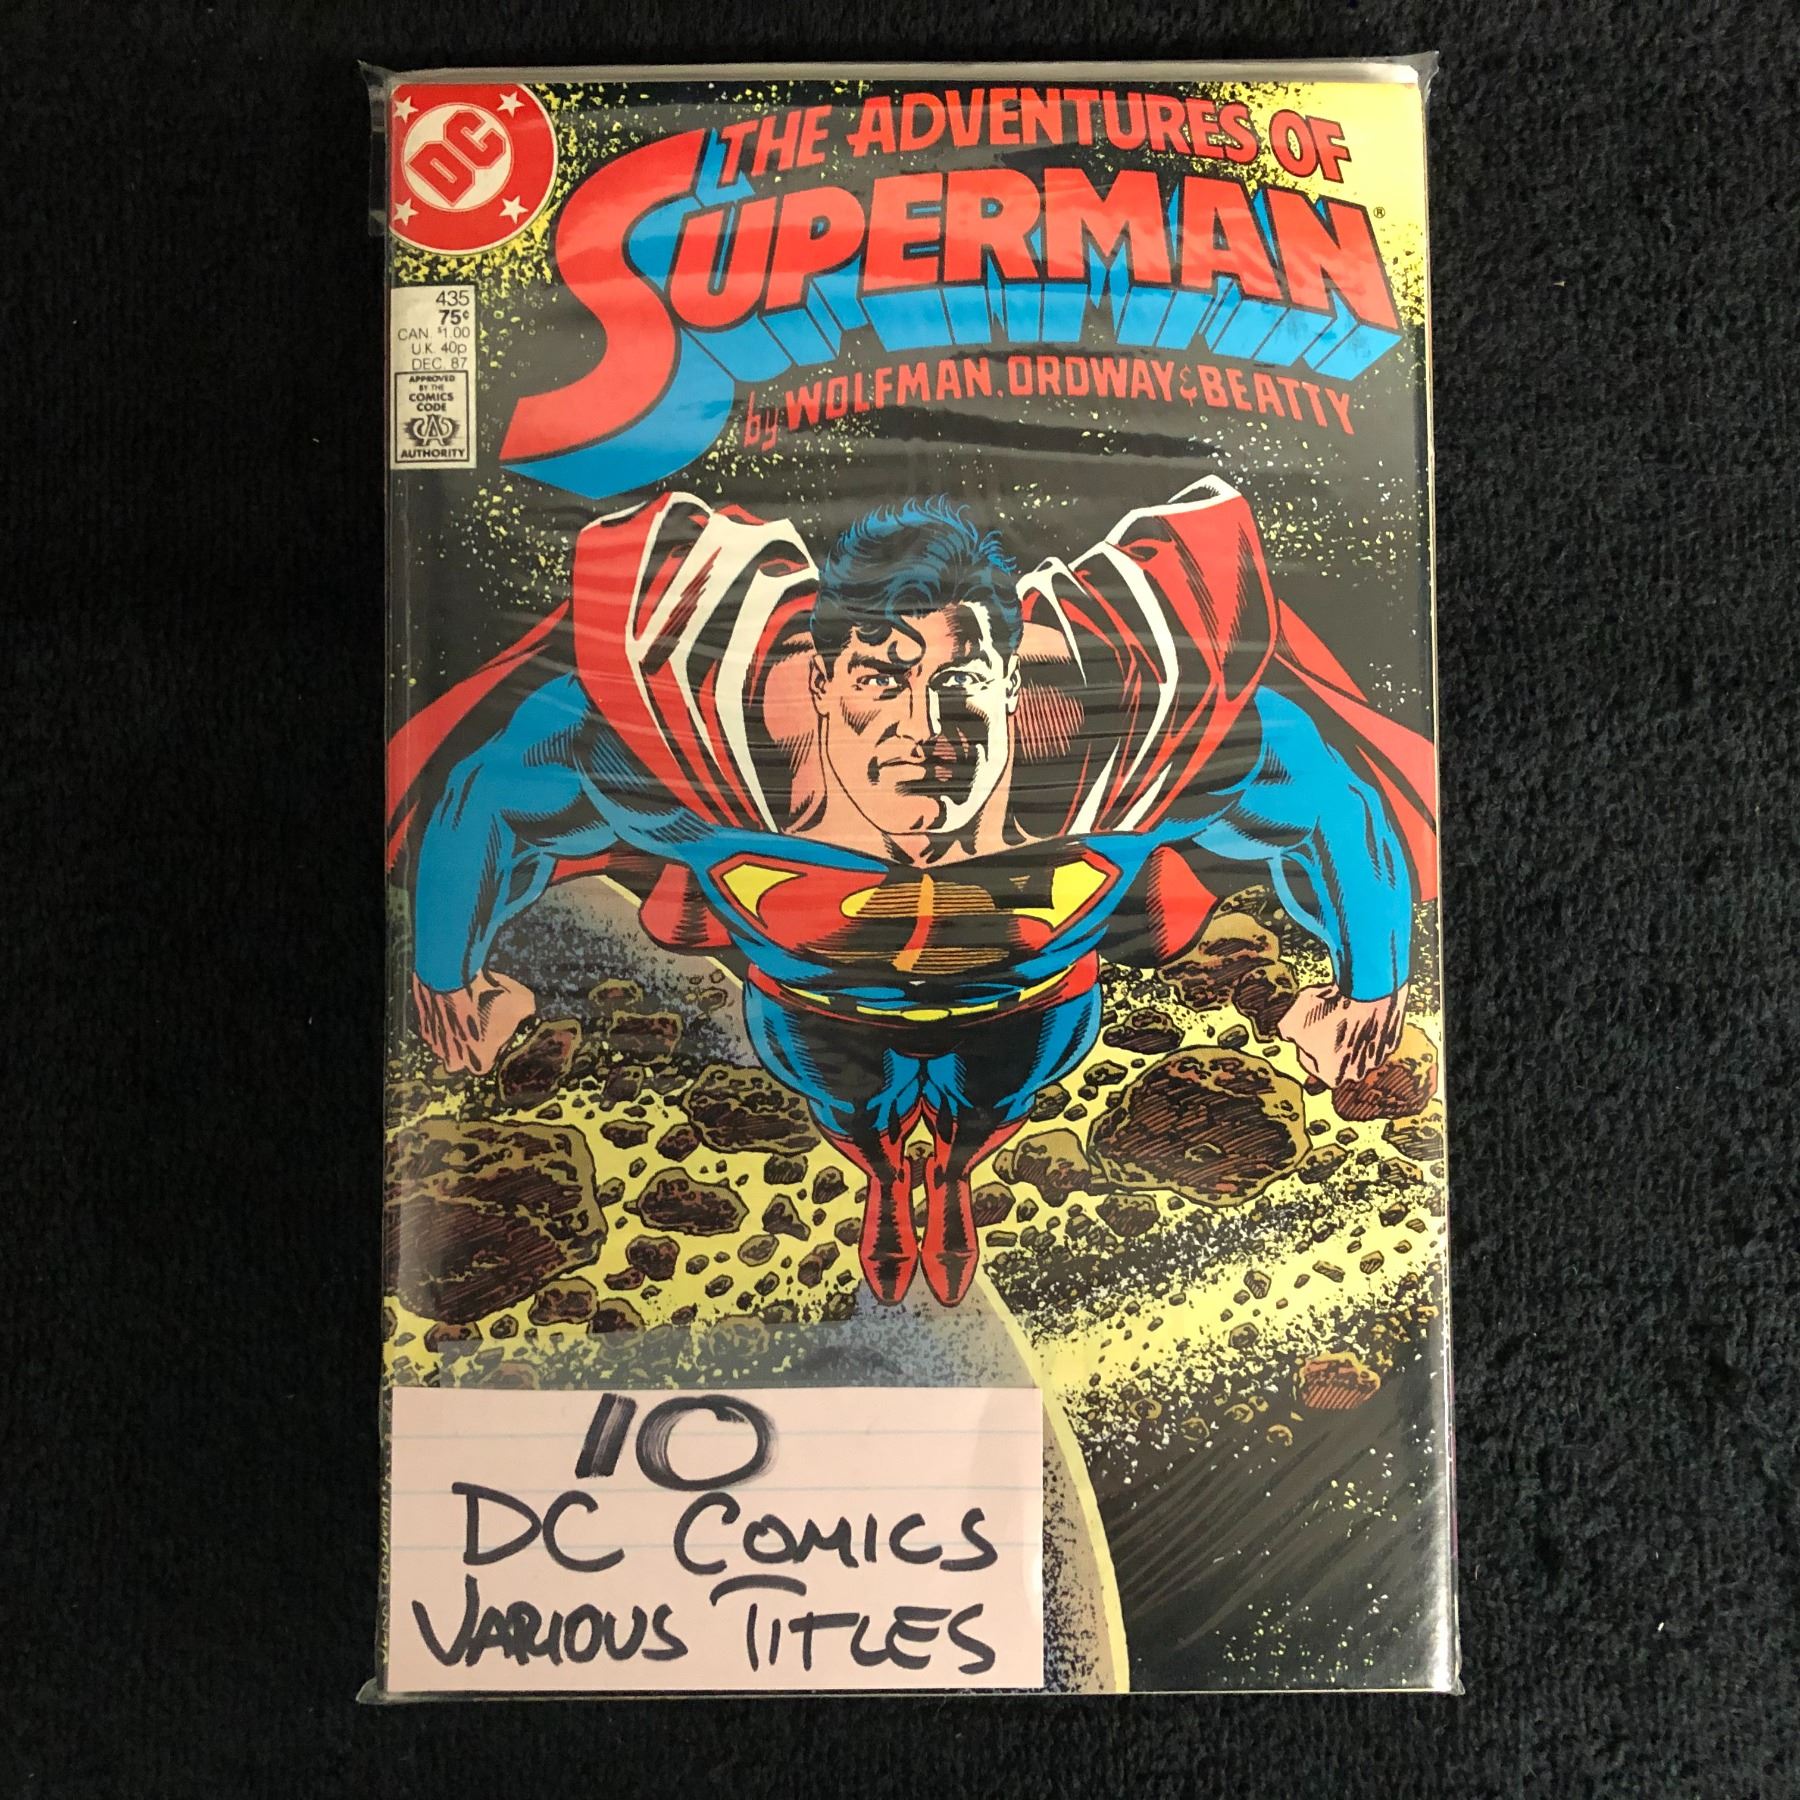 DC
THE ADVENTURES OF
SUPERMAN®
by WOLFMAN, ORDWAY & BEATTY
435
75¢
CAN. $1.00
U.K. 40p
DEC. 87
APPROVED
BY THE
COMICS
CODE
CA
AUTHORITY
10
DC COMICS
VARIOUS TITLES